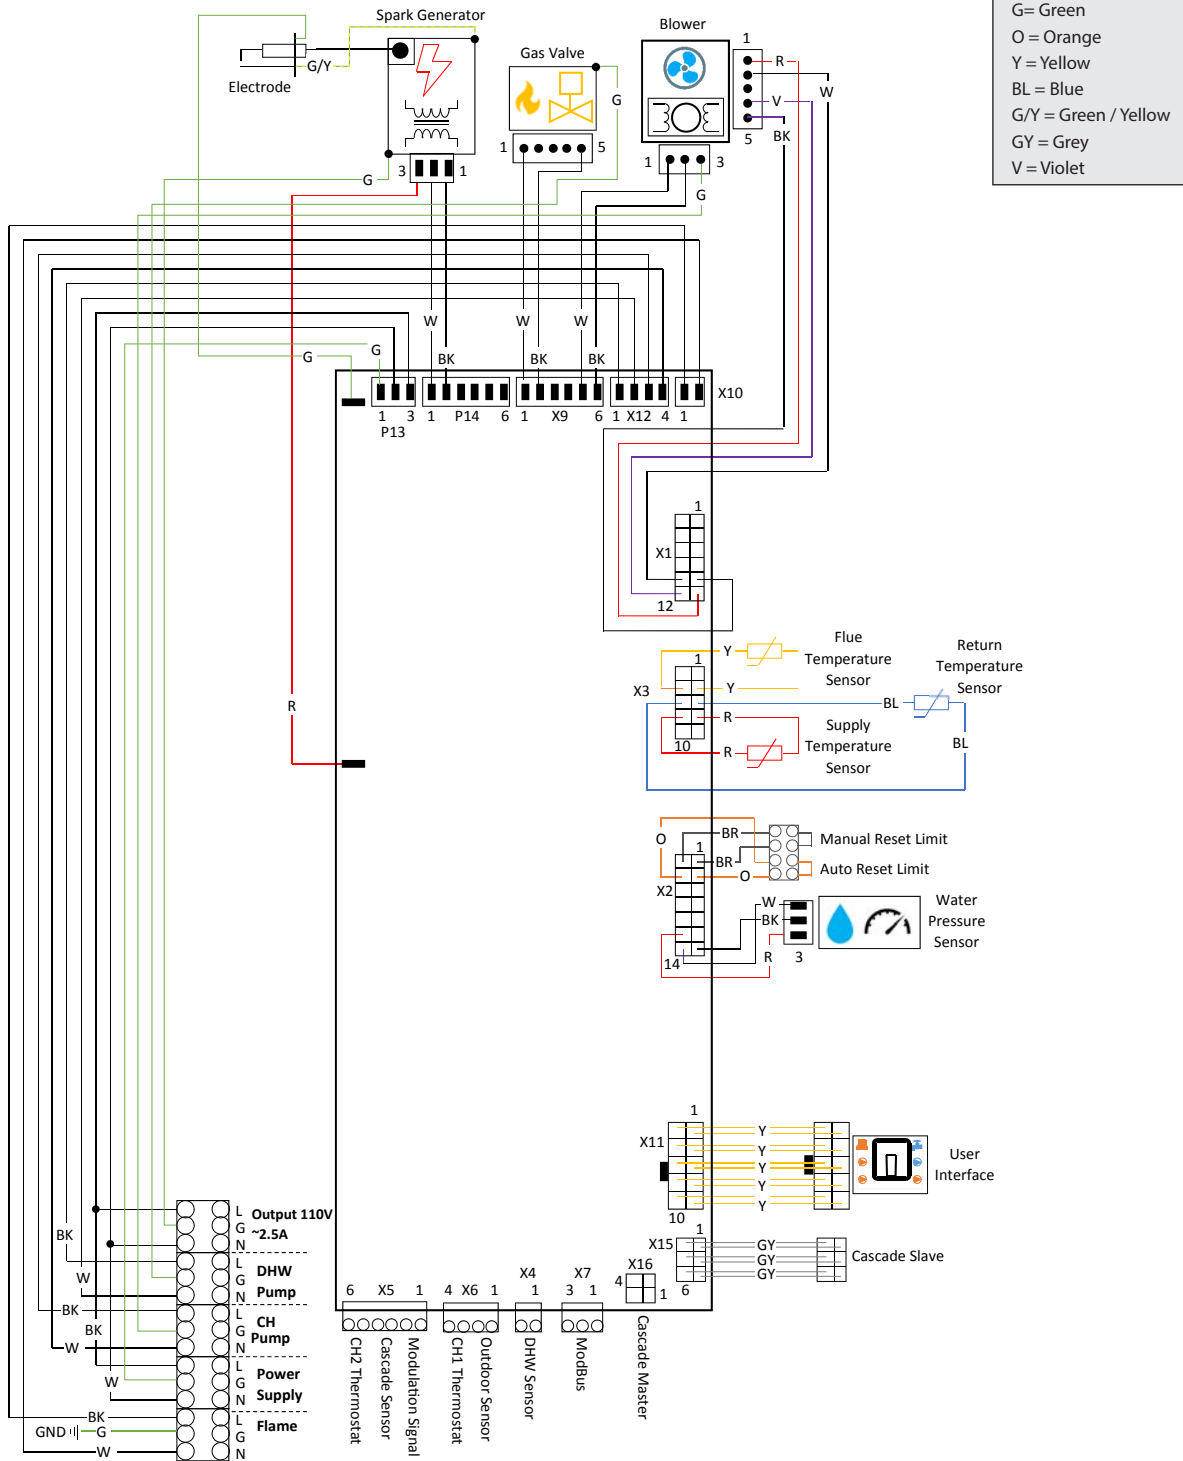 G= Green
O = Orange
Y = Yellow
BL = Blue
G/Y = Green / Yellow
GY = Grey
V = Violet
Spark Generator
Blower
Gas Valve
Electrode
G/Y
1
R
W
V
BK
5
G
1
5
1
3
G
3
1
G
W
BK
W
BK
W
BK
G
G
X10
1
3
P13
1
P14
6
1
X9
6
1
X12
4
1
1
X1
12
R
Flue
Temperature
Sensor
Return
Temperature
Sensor
Y
1
Y
X3
BL
R
10
R
BL
Supply
Temperature
Sensor
O
BR
1
BR
O
X2
Manual Reset Limit
Auto Reset Limit
W
BK
R
3
14
Water
Pressure
Sensor
1
X11
10
Y
Y
Y
Y
Y
User
Interface
1
X15
6
GY
GY
GY
Cascade Slave
X16
4
1
Cascade Master
6
X5
1
4
X6
1
X4
1
X7
3
1
CH2 Thermostat
Cascade Sensor
Modulation Signal
CH1 Thermostat
Outdoor Sensor
DHW Sensor
ModBus
L
G
N
Output 110V
~2.5A
BK
W
L
G
N
DHW
Pump
BK
BK
W
L
G
N
CH
Pump
W
L
G
N
Power
Supply
BK
GND
G
W
L
G
N
Flame